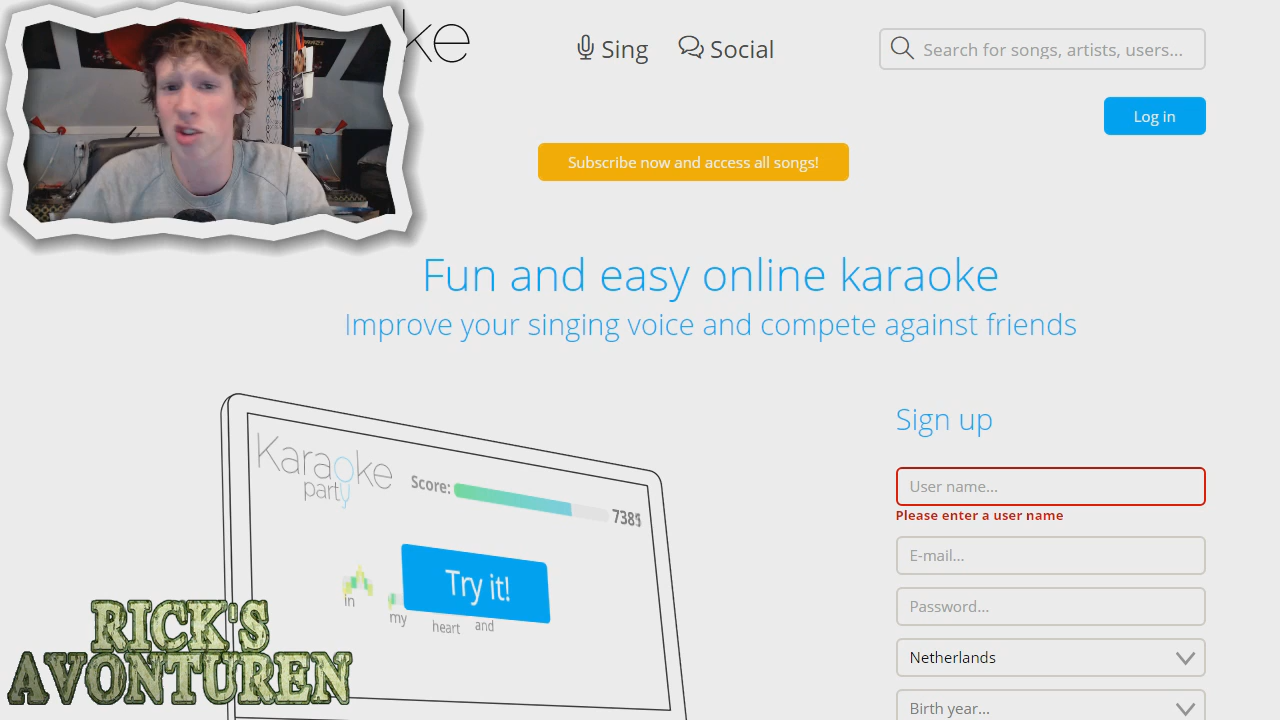 ke
Sing
Social
Search for songs, artists, users...
Log in
Subscribe now and access all songs!
Fun and easy online karaoke
Improve your singing voice and compete against friends
Sign up
Karaoke
party
Score:
738
Try it!
in
my
heart
and
User name...
Please enter a user name
E-mail...
Password...
Netherlands
Birth year...
RICK'S
AVONTUREN